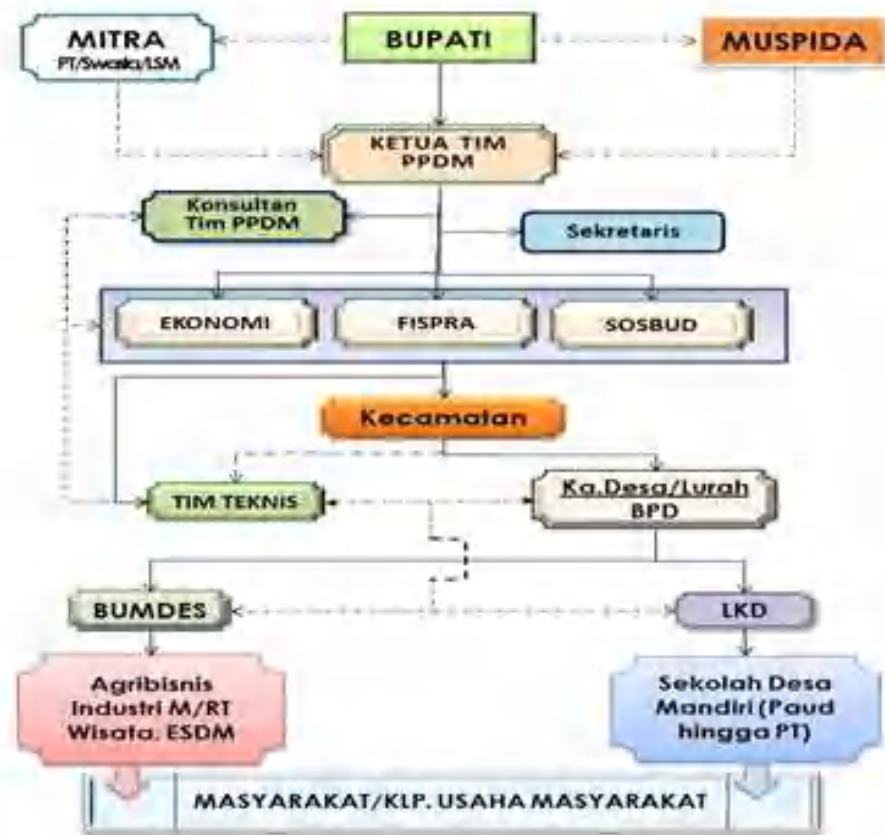 MITRA
PT/Swasta/LSM
BUPATI
MUSPIDA
KETUA TIM
PPDM
Konsultan
Tim PPDM
Sekretaris
EKONOMI
FISPRA
SOSBUD
Kecamatan
TIM TEKNIS
Ka.Desa/Lurah
BPD
BUMDES
LKD
Agribisnis
Industri M/RT
Wisata. ESDM
Sekolah Desa
Mandiri (Paud
hingga PT)
MASYARAKAT/KLP. USAHA MASYARAKAT